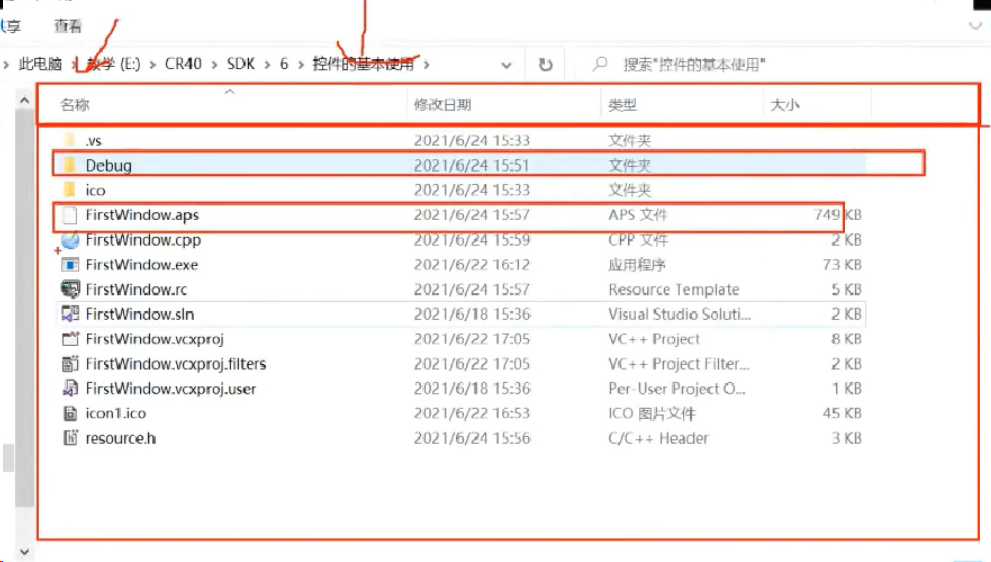 享 查看
此电脑 > 教学 (E:) > CR40 > SDK > 6 > 控件的基本使用 > 搜索"控件的基本使用"
名称 修改日期 类型 大小
.vs 2021/6/24 15:33 文件夹
Debug 2021/6/24 15:51 文件夹
ico 2021/6/24 15:33 文件夹
FirstWindow.aps 2021/6/24 15:57 APS 文件 749 KB
FirstWindow.cpp 2021/6/24 15:59 CPP 文件 2 KB
FirstWindow.exe 2021/6/22 16:12 应用程序 73 KB
FirstWindow.rc 2021/6/24 15:57 Resource Template 5 KB
FirstWindow.sln 2021/6/18 15:36 Visual Studio Soluti... 2 KB
FirstWindow.vcxproj 2021/6/22 17:05 VC++ Project 8 KB
FirstWindow.vcxproj.filters 2021/6/22 17:05 VC++ Project Filter... 2 KB
FirstWindow.vcxproj.user 2021/6/18 15:36 Per-User Project O... 1 KB
icon1.ico 2021/6/22 16:53 ICO 图片文件 45 KB
resource.h 2021/6/24 15:56 C/C++ Header 3 KB